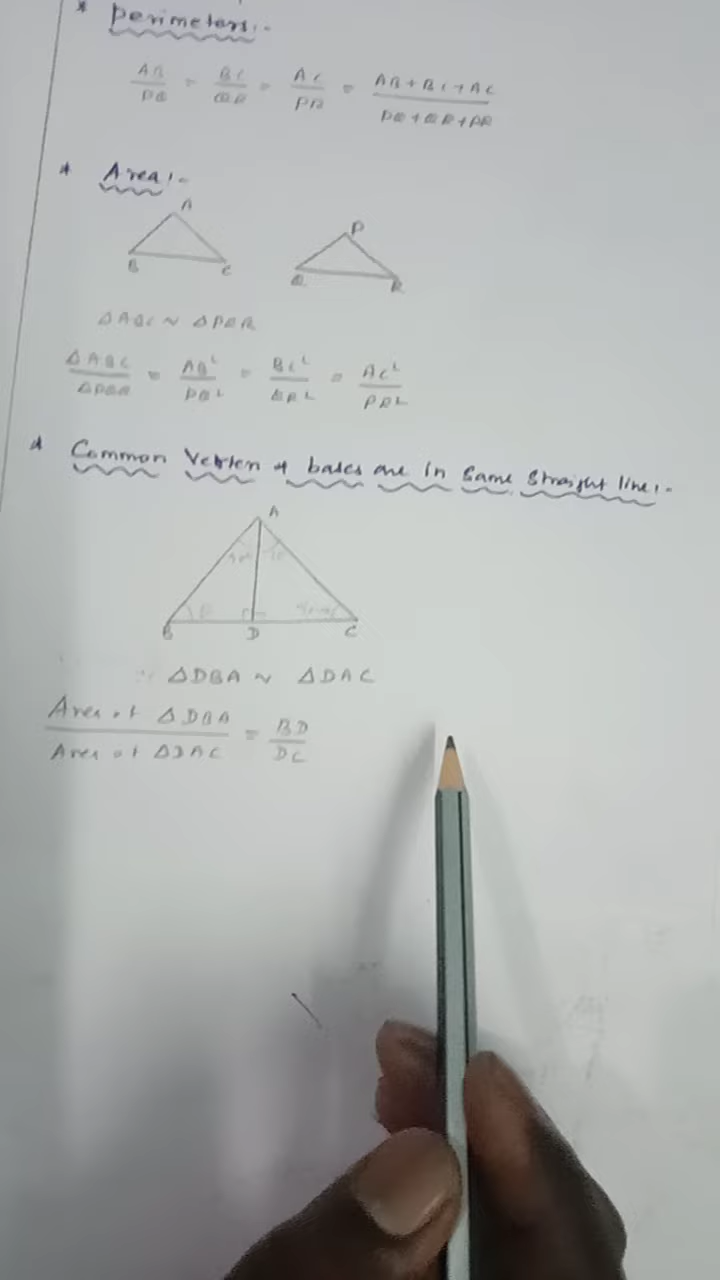 * Perimeters:-
AB/PQ = BC/QR = AC/PR = AB+BC+AC/PQ+QR+PR
* Area:-
A P
B C Q R
ΔABC ~ ΔPQR
ΔABC/ΔPQR = AB²/PQ² = BC²/QR² = AC²/PR²
* Common Vertex & bases are in Same Straight line:-
A
B D C
∵ ΔDBA ~ ΔDAC
Area of ΔDBA/Area of ΔDAC = BD/DC